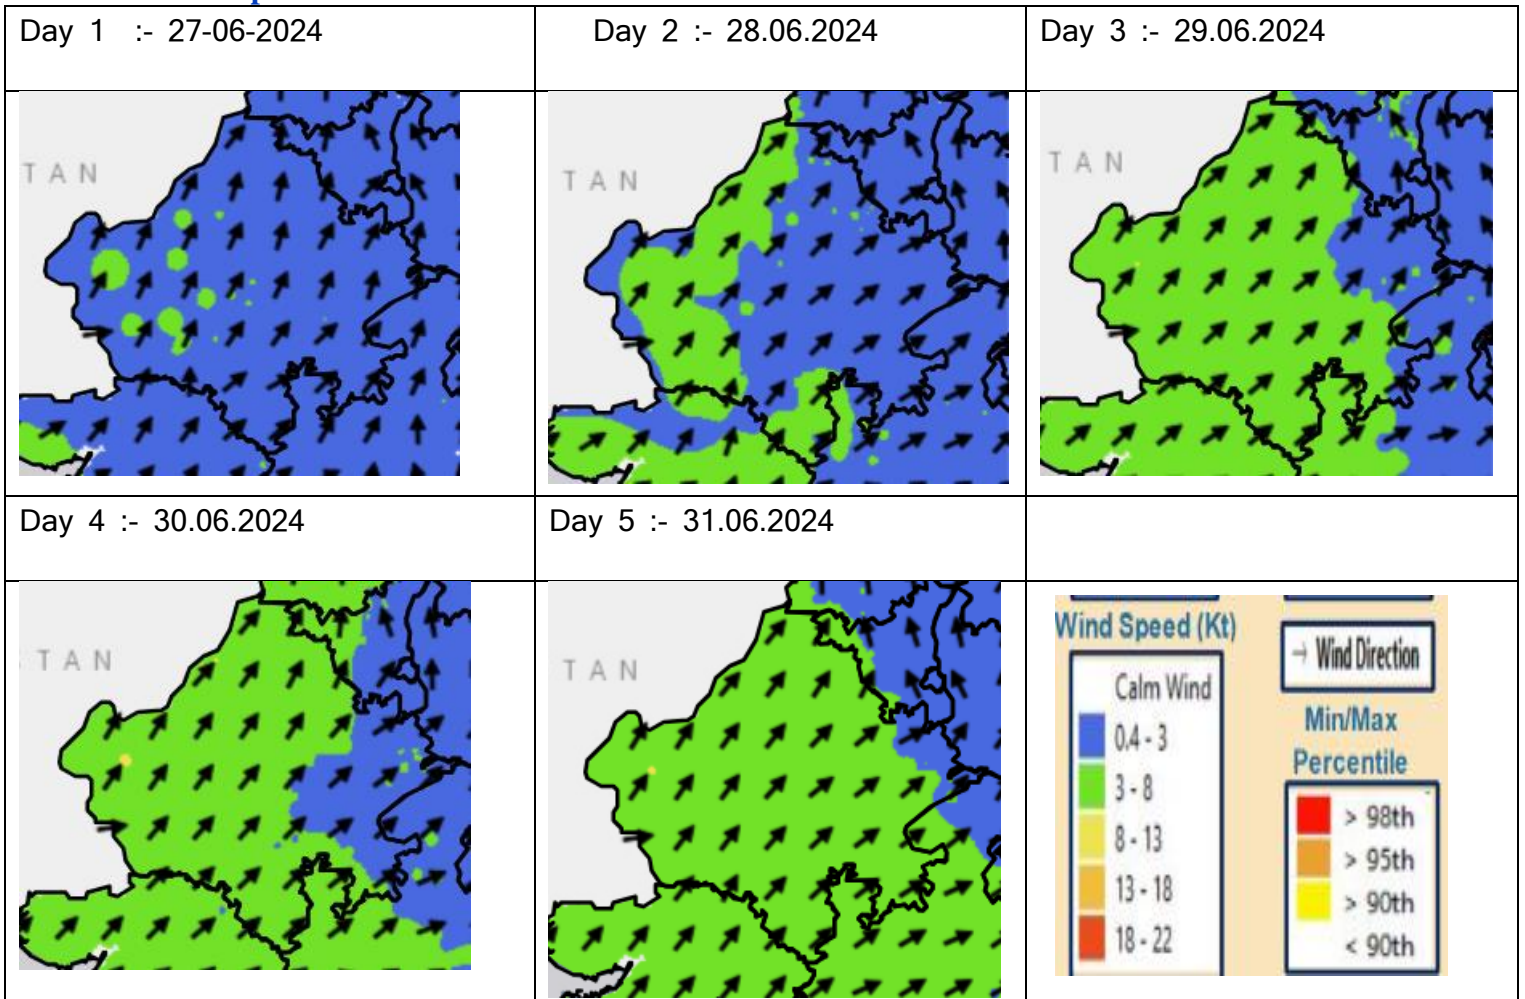 Day 1 :- 27-06-2024
Day 2 :- 28.06.2024
Day 3 :- 29.06.2024
TAN
TAN
TAN
Day 4 :- 30.06.2024
Day 5 :- 31.06.2024
TAN
TAN
Wind Speed (Kt)
Calm Wind
0.4 - 3
3 - 8
8 - 13
13 - 18
18 - 22
→ Wind Direction
Min/Max
Percentile
> 98th
> 95th
> 90th
< 90th